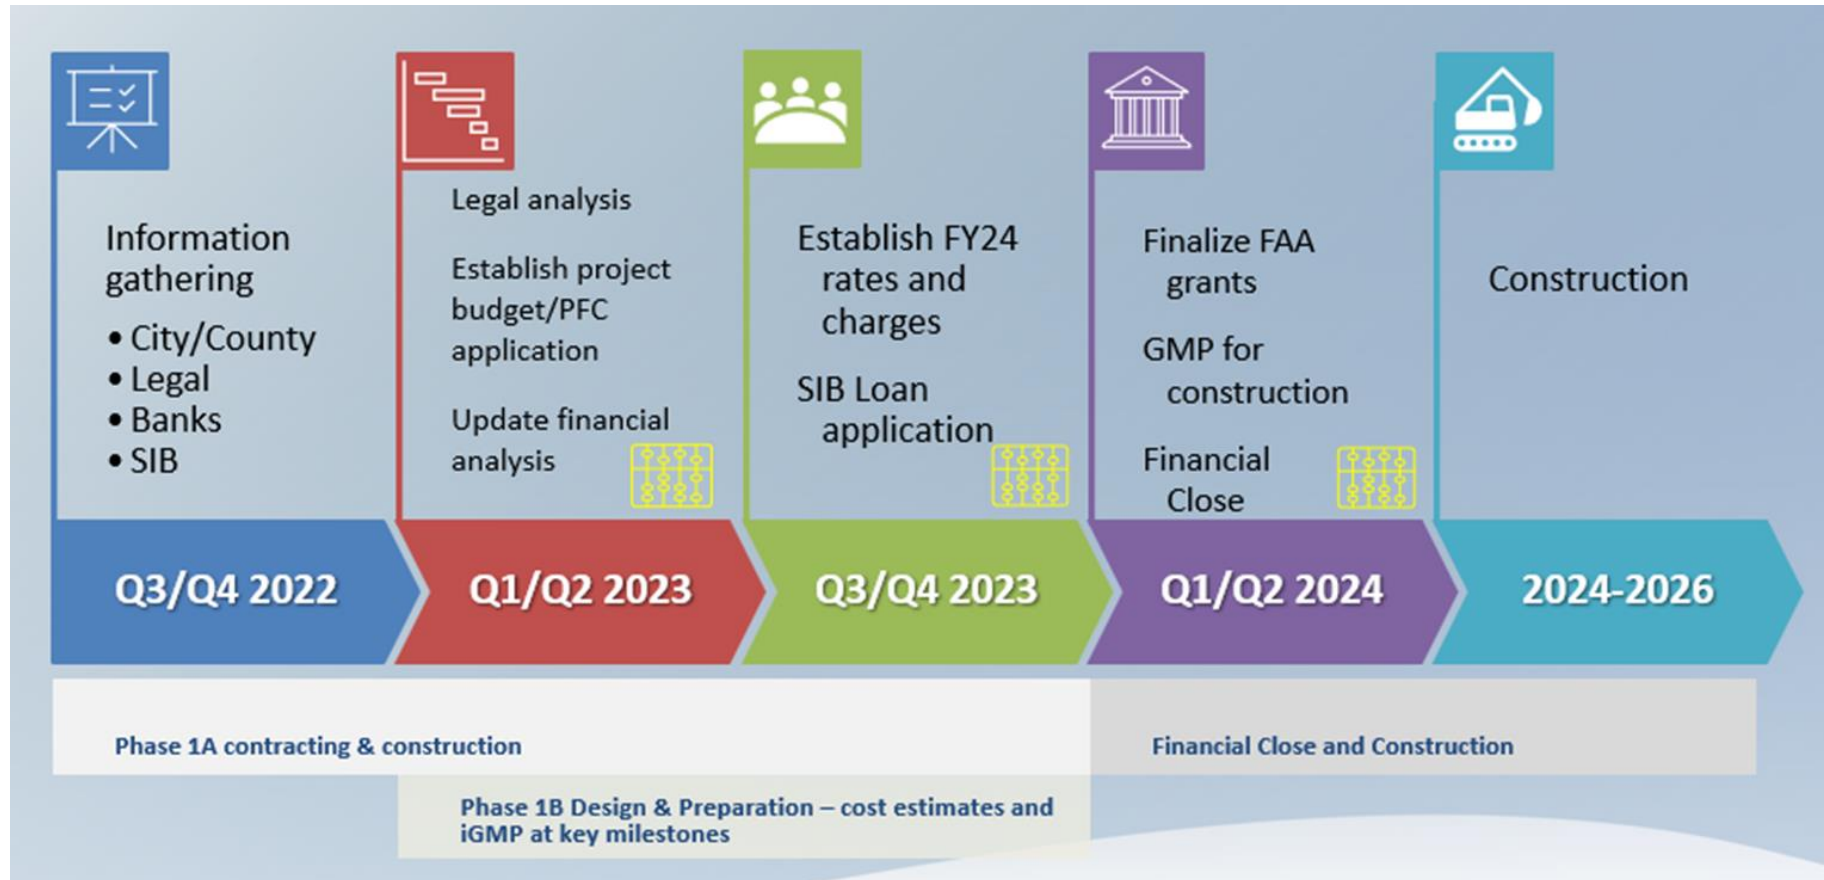 Information
gathering
• City/County
• Legal
• Banks
• SIB
Legal analysis
Establish project
budget/PFC
application
Update financial
analysis
Establish FY24
rates and
charges
SIB Loan
application
Finalize FAA
grants
GMP for
construction
Financial
Close
Construction
Q3/Q4 2022
Q1/Q2 2023
Q3/Q4 2023
Q1/Q2 2024
2024-2026
Phase 1A contracting & construction
Financial Close and Construction
Phase 1B Design & Preparation – cost estimates and
iGMP at key milestones